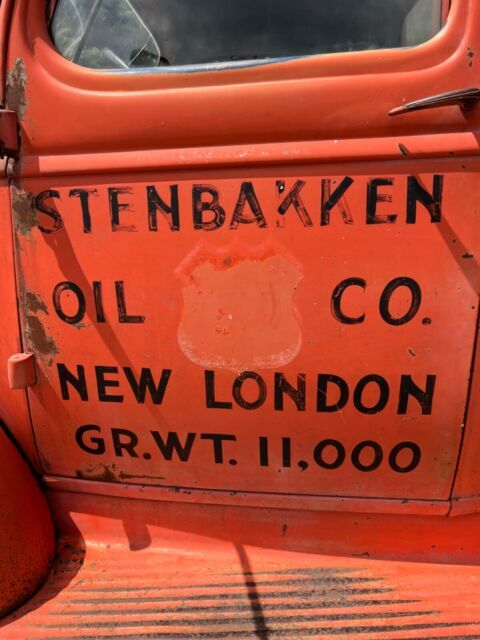 STENBAKKEN
OIL CO.
NEW LONDON
GR.WT. 11,000